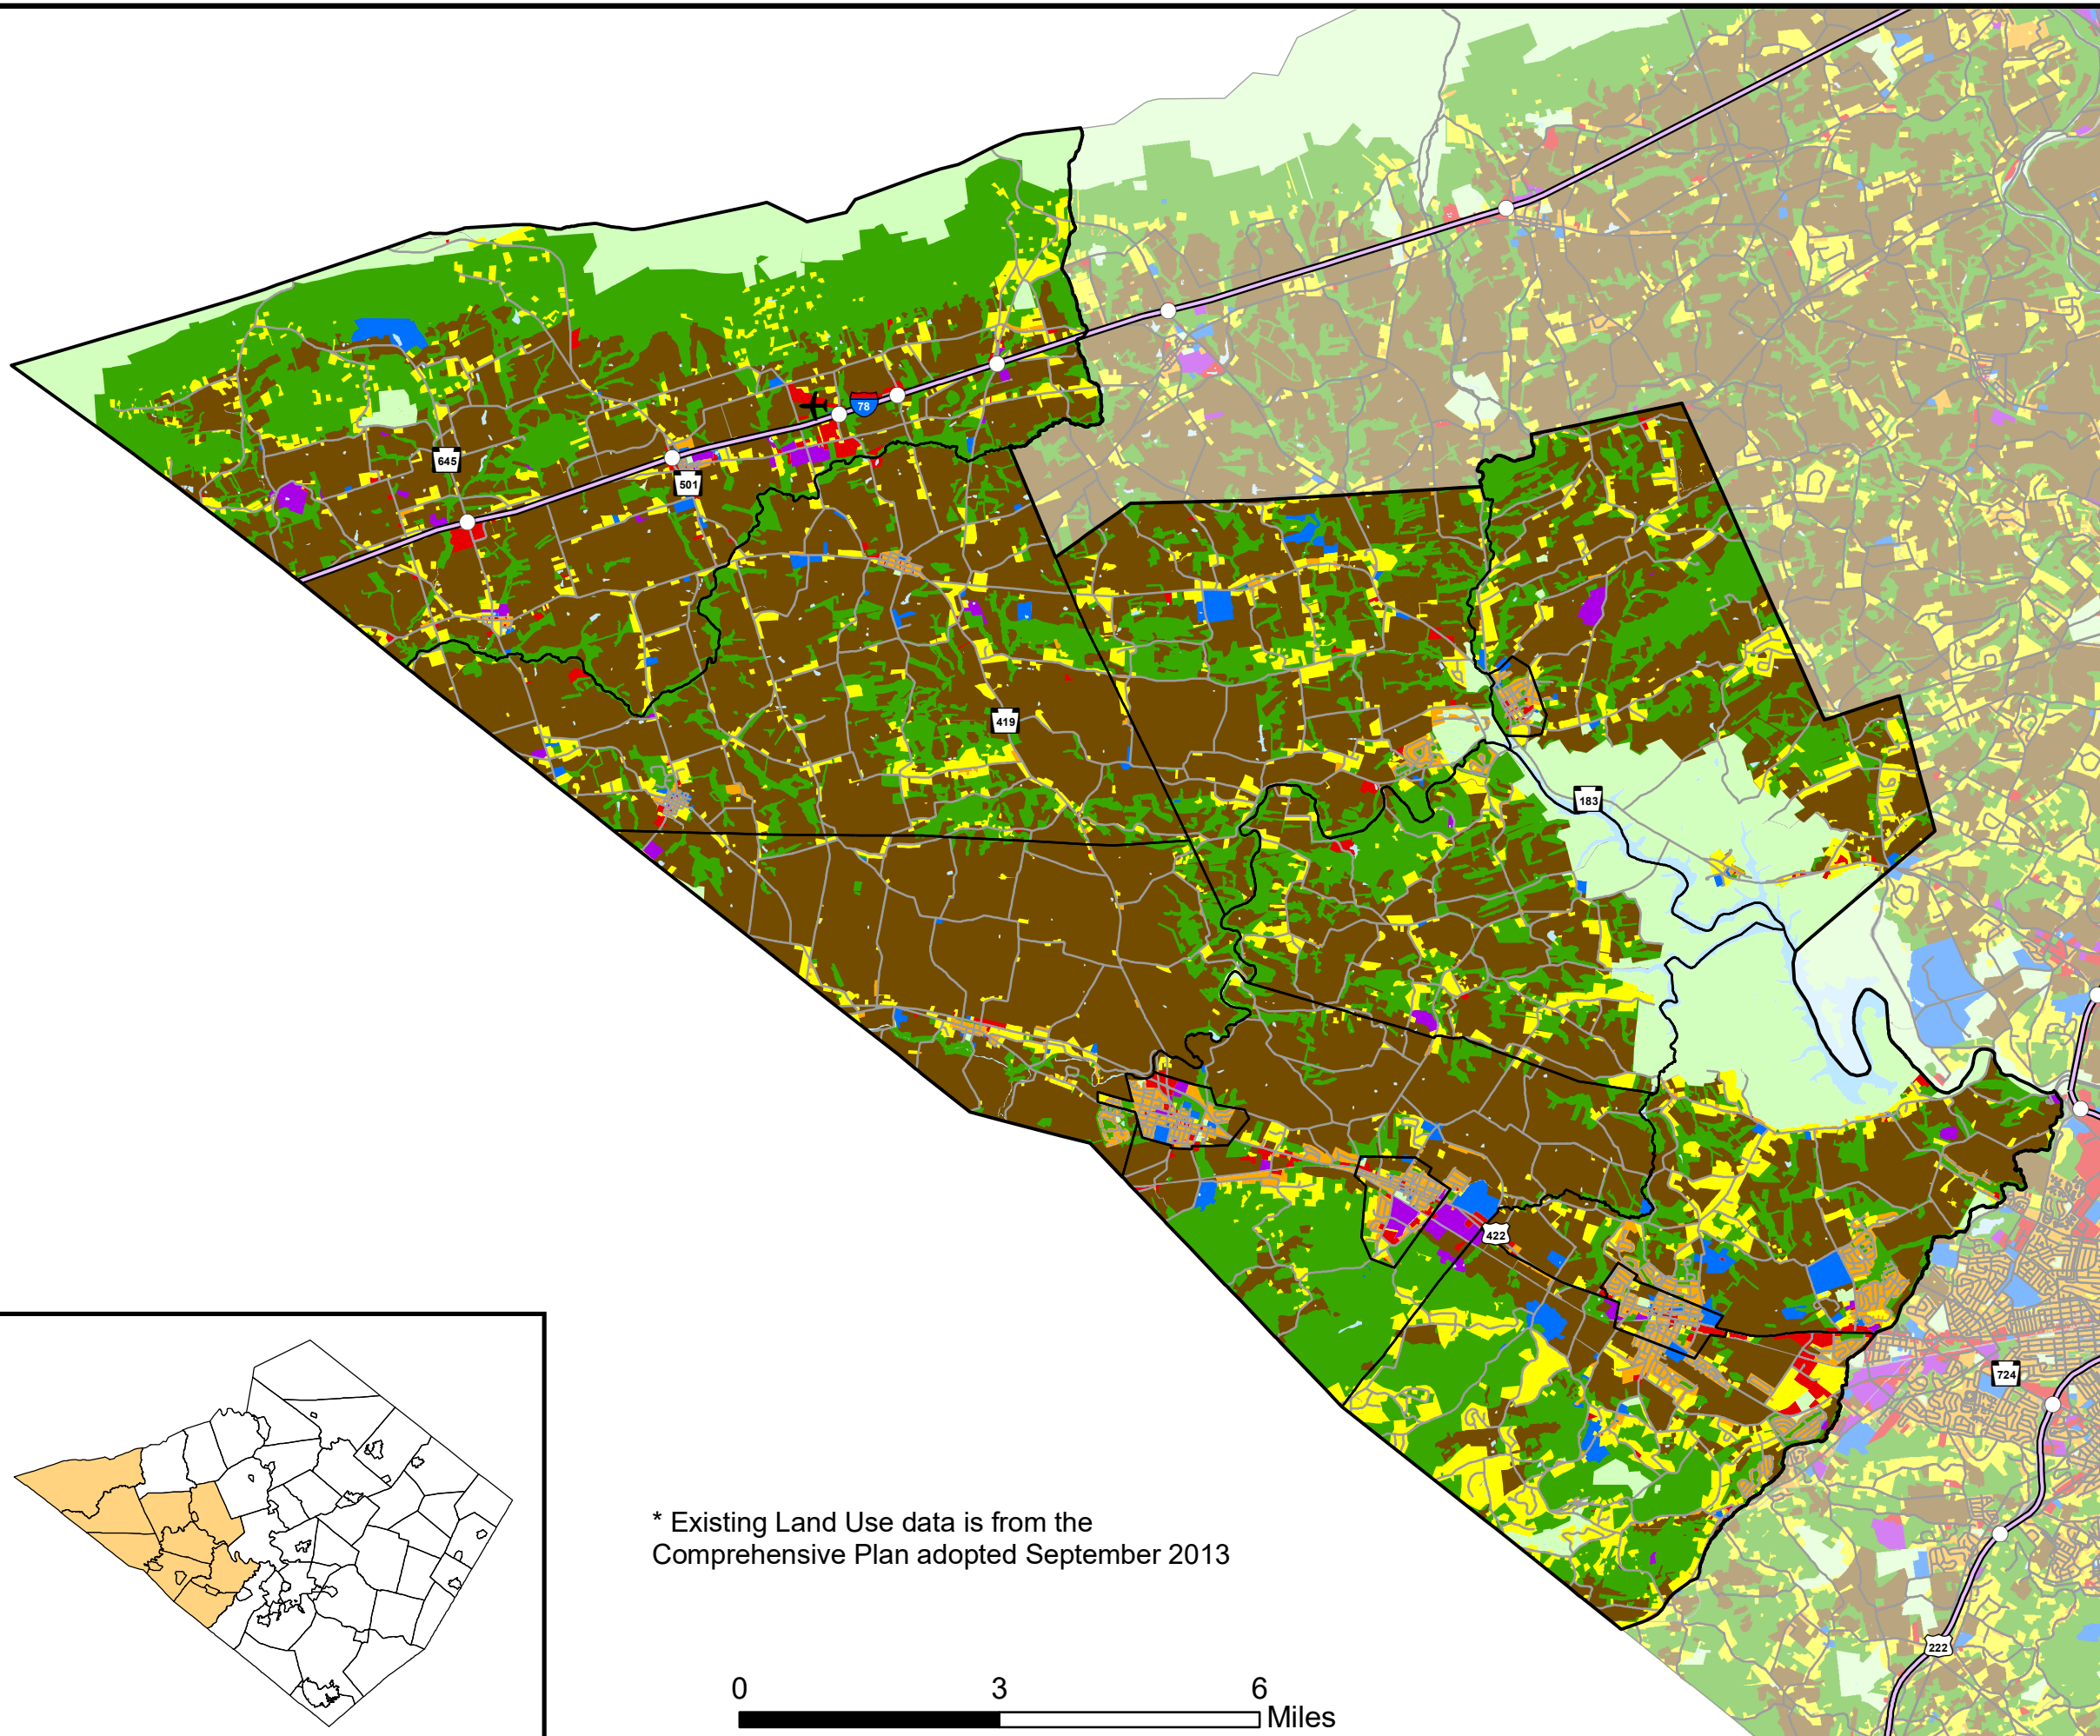 78
645
501
419
183
422
724
222
* Existing Land Use data is from the
Comprehensive Plan adopted September 2013
0 3 6
Miles